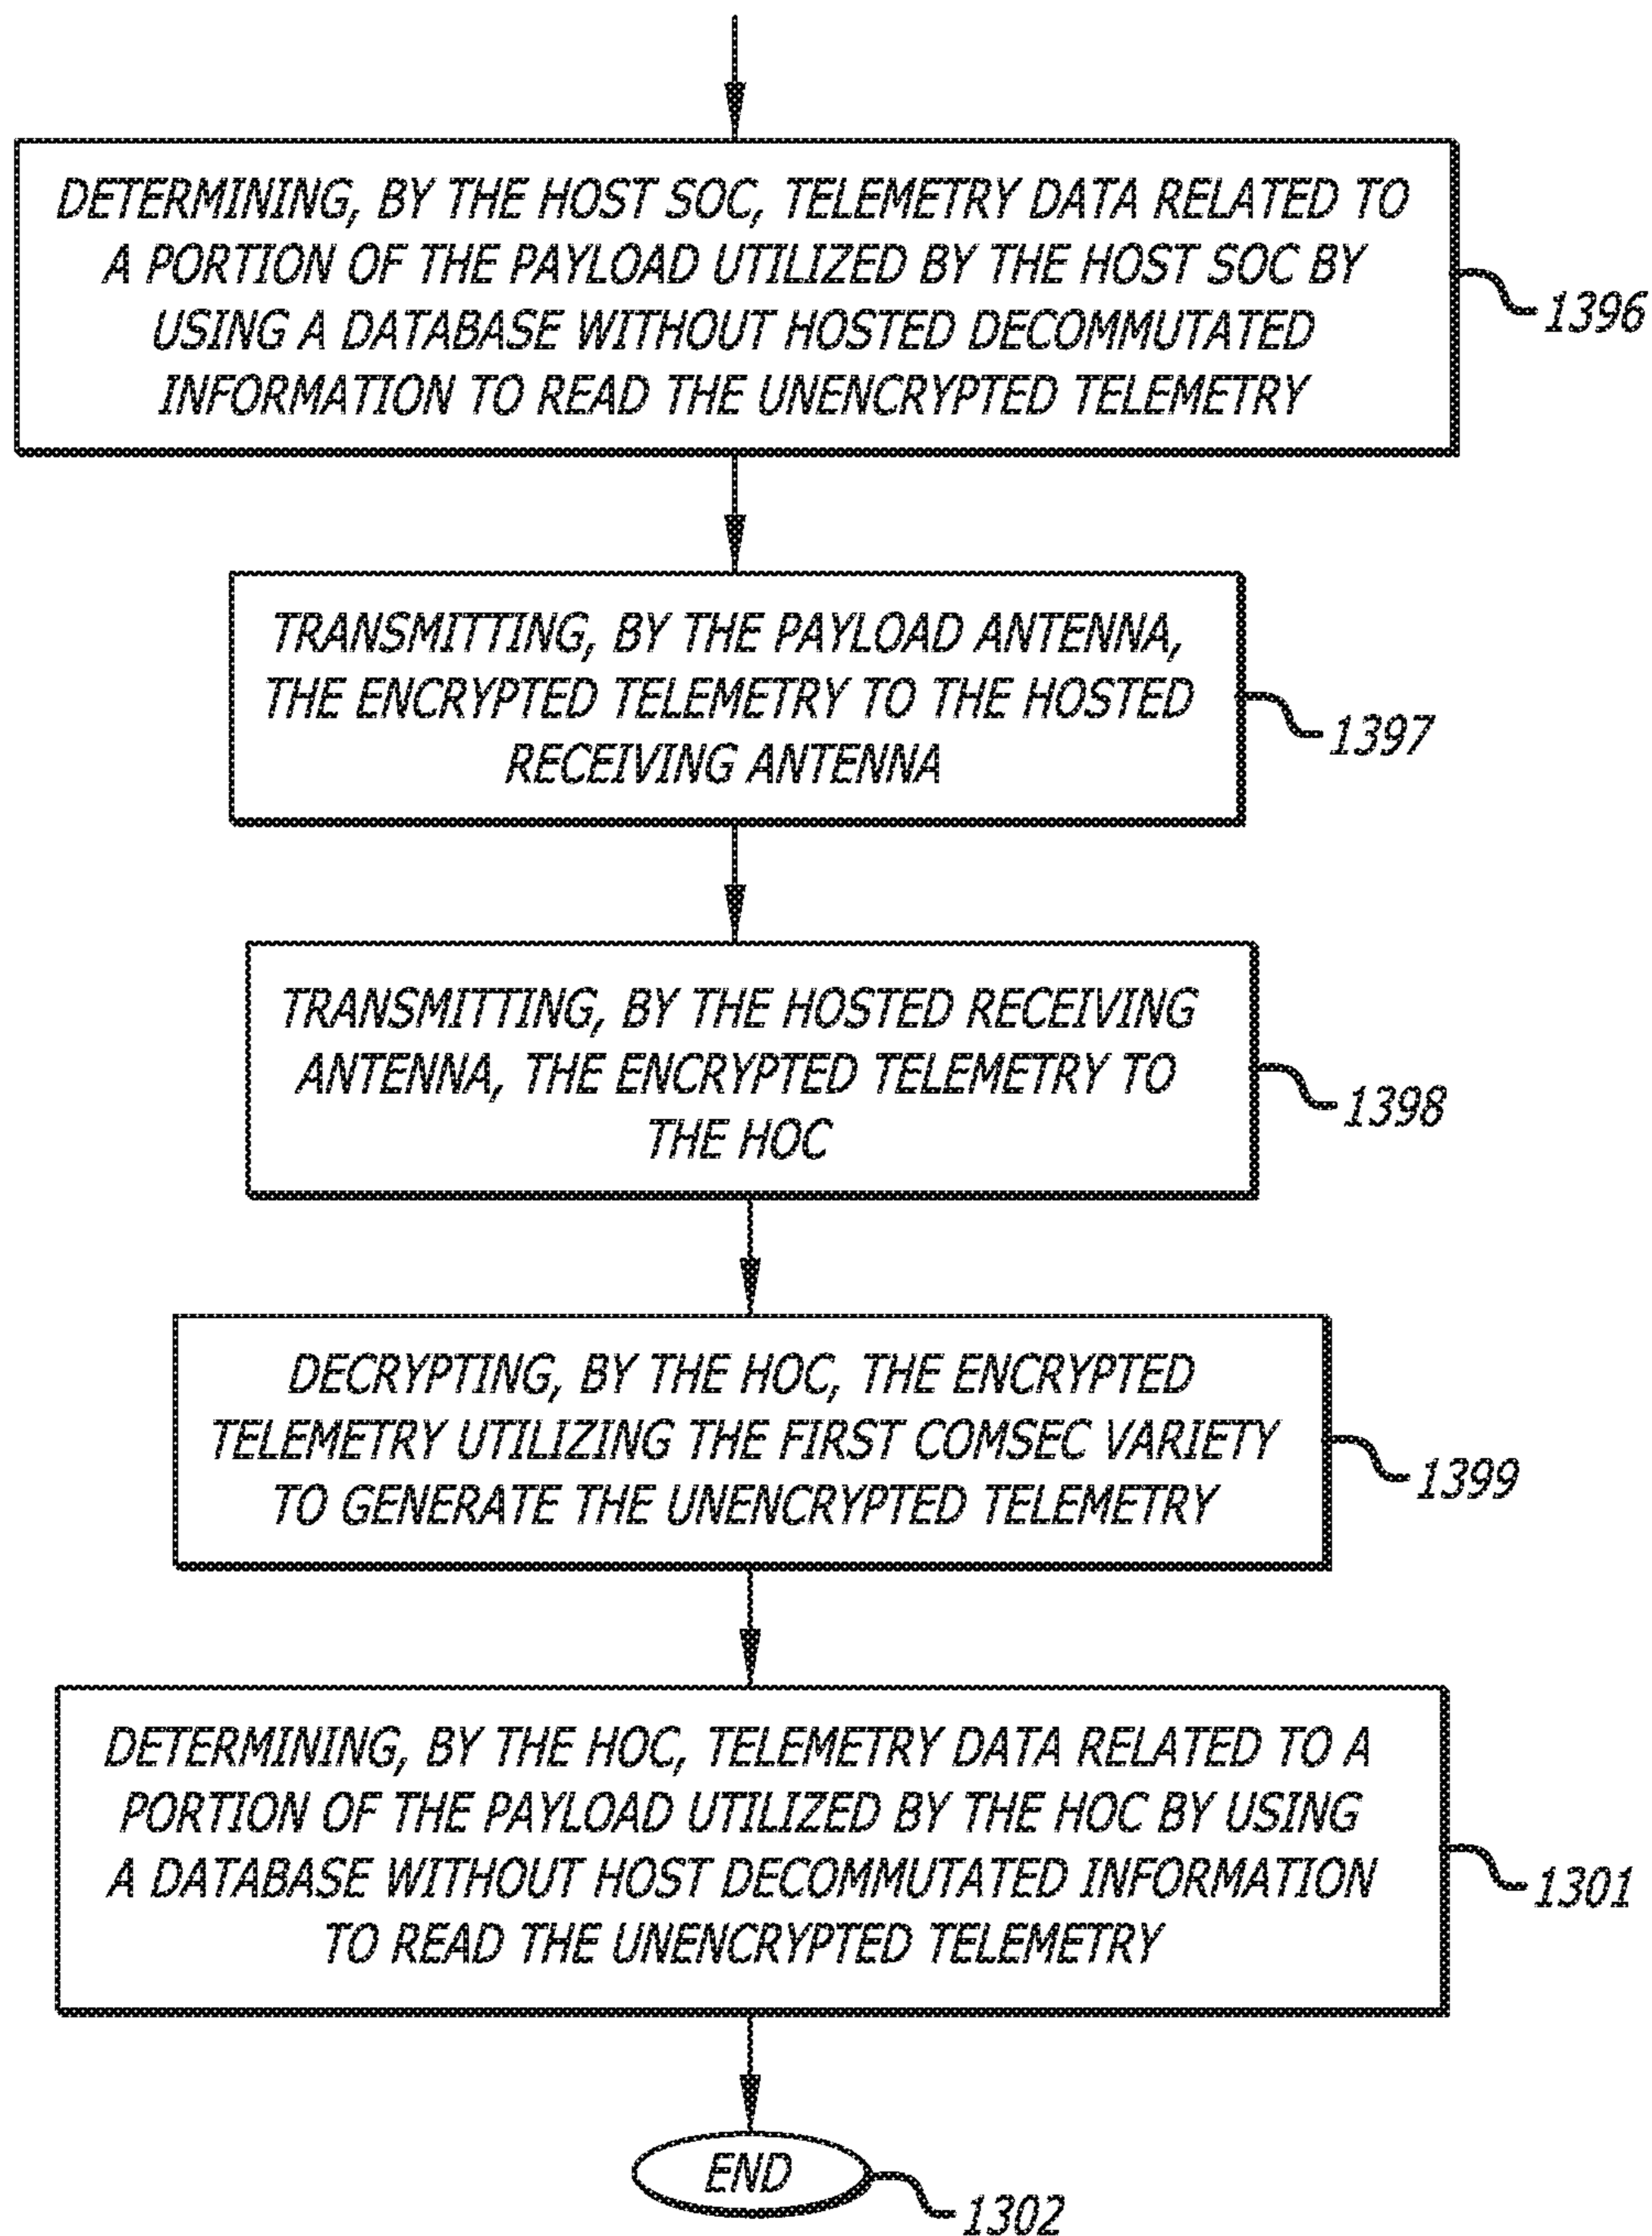 DETERMINING, BY THE HOST SOC, TELEMETRY DATA RELATED TO
A PORTION OF THE PAYLOAD UTILIZED BY THE HOST SOC BY
USING A DATABASE WITHOUT HOSTED DECOMMUTATED
INFORMATION TO READ THE UNENCRYPTED TELEMETRY
1396
TRANSMITTING, BY THE PAYLOAD ANTENNA,
THE ENCRYPTED TELEMETRY TO THE HOSTED
RECEIVING ANTENNA
1397
TRANSMITTING, BY THE HOSTED RECEIVING
ANTENNA, THE ENCRYPTED TELEMETRY TO
THE HOC
1398
DECRYPTING, BY THE HOC, THE ENCRYPTED
TELEMETRY UTILIZING THE FIRST COMSEC VARIETY
TO GENERATE THE UNENCRYPTED TELEMETRY
1399
DETERMINING, BY THE HOC, TELEMETRY DATA RELATED TO A
PORTION OF THE PAYLOAD UTILIZED BY THE HOC BY USING
A DATABASE WITHOUT HOST DECOMMUTATED INFORMATION
TO READ THE UNENCRYPTED TELEMETRY
1301
END
1302